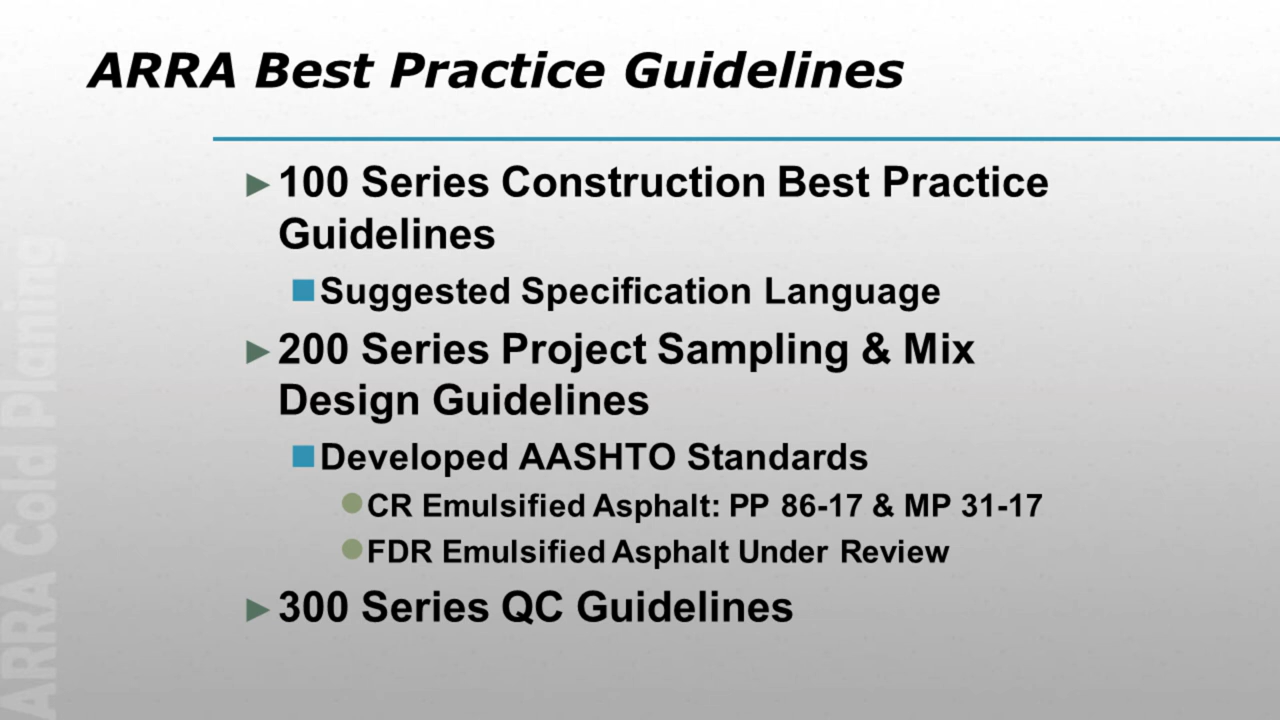 ARRA Best Practice Guidelines
►100 Series Construction Best Practice
Guidelines
■Suggested Specification Language
►200 Series Project Sampling & Mix
Design Guidelines
■Developed AASHTO Standards
●CR Emulsified Asphalt: PP 86-17 & MP 31-17
●FDR Emulsified Asphalt Under Review
►300 Series QC Guidelines
ARRA Cold Planing